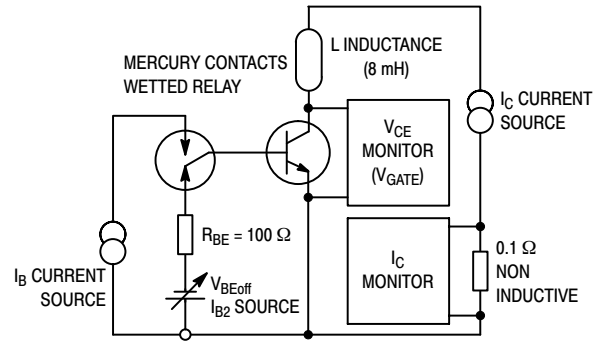 MERCURY CONTACTS
WETTED RELAY
L INDUCTANCE
(8 mH)
I_C CURRENT
SOURCE
V_CE
MONITOR
(V_GATE)
R_BE = 100 Ω
I_C
MONITOR
0.1 Ω
NON
INDUCTIVE
I_B CURRENT
SOURCE
V_BEoff
I_B2 SOURCE